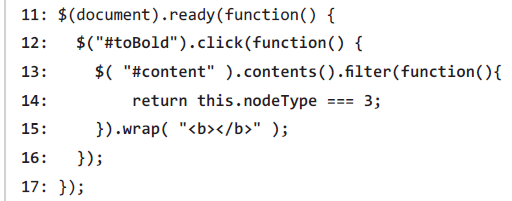 11: $(document).ready(function() {
12:   $("#toBold").click(function() {
13:     $( "#content" ).contents().filter(function(){
14:         return this.nodeType === 3;
15:     }).wrap( "<b></b>" );
16:   });
17: });